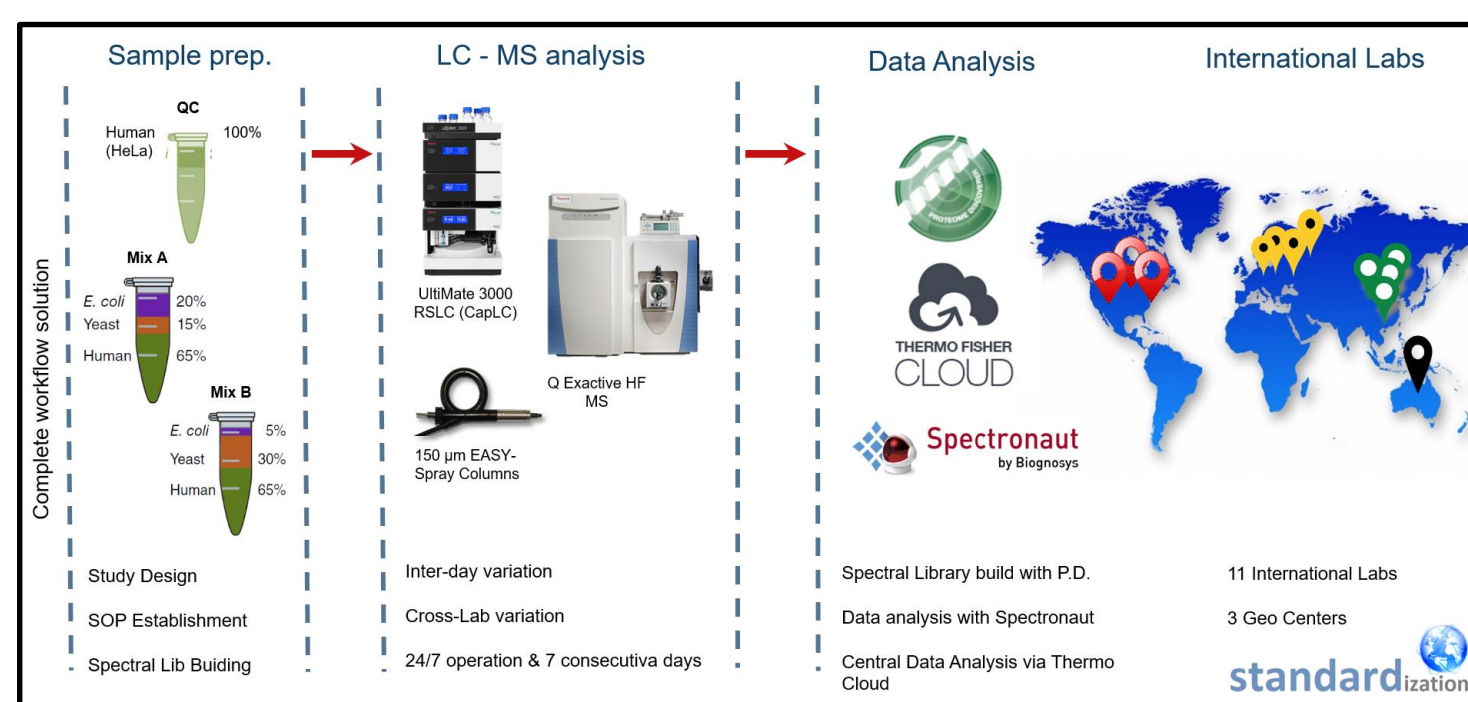 Complete workflow solution
Sample prep.
QC
Human 100%
(HeLa)
Mix A
E. coli 20%
Yeast 15%
Human 65%
Mix B
E. coli 5%
Yeast 30%
Human 65%
Study Design
SOP Establishment
Spectral Lib Buiding
LC - MS analysis
UltiMate 3000
RSLC (CapLC)
Q Exactive HF
MS
150 µm EASY-
Spray Columns
Inter-day variation
Cross-Lab variation
24/7 operation & 7 consecutiva days
Data Analysis
PROTEOME DISCOVERER
THERMO FISHER
CLOUD
Spectronaut
by Biognosys
Spectral Library build with P.D.
Data analysis with Spectronaut
Central Data Analysis via Thermo
Cloud
International Labs
11 International Labs
3 Geo Centers
standardization